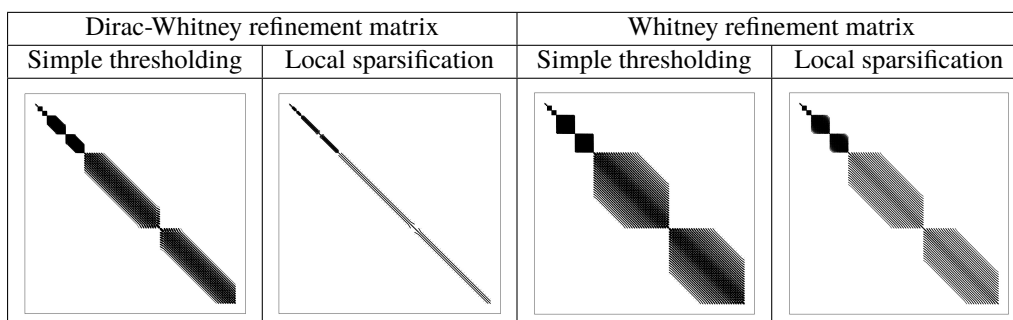 Dirac-Whitney refinement matrix Whitney refinement matrix
Simple thresholding Local sparsification Simple thresholding Local sparsification